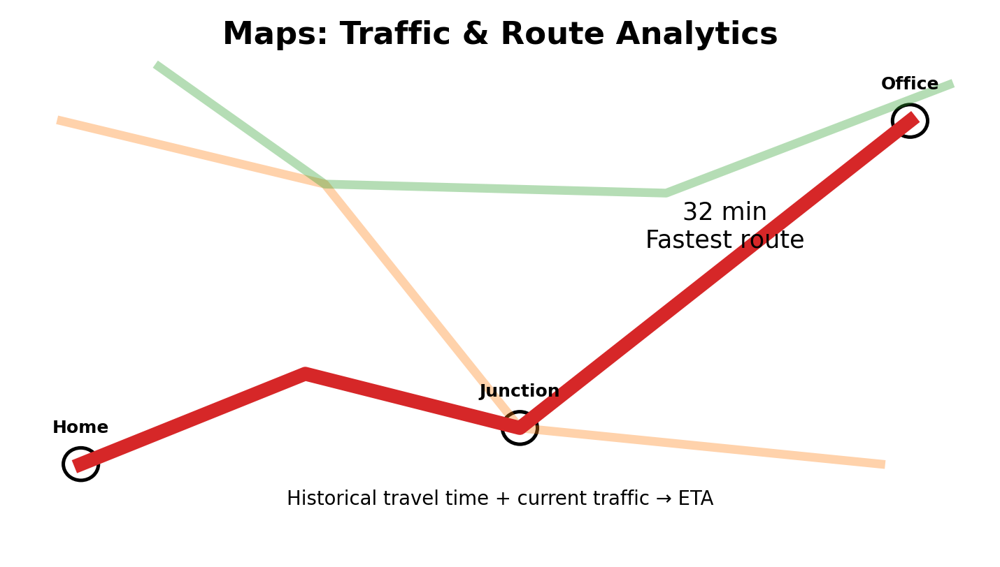 Maps: Traffic & Route Analytics
Office
32 min
Fastest route
Junction
Home
Historical travel time + current traffic → ETA